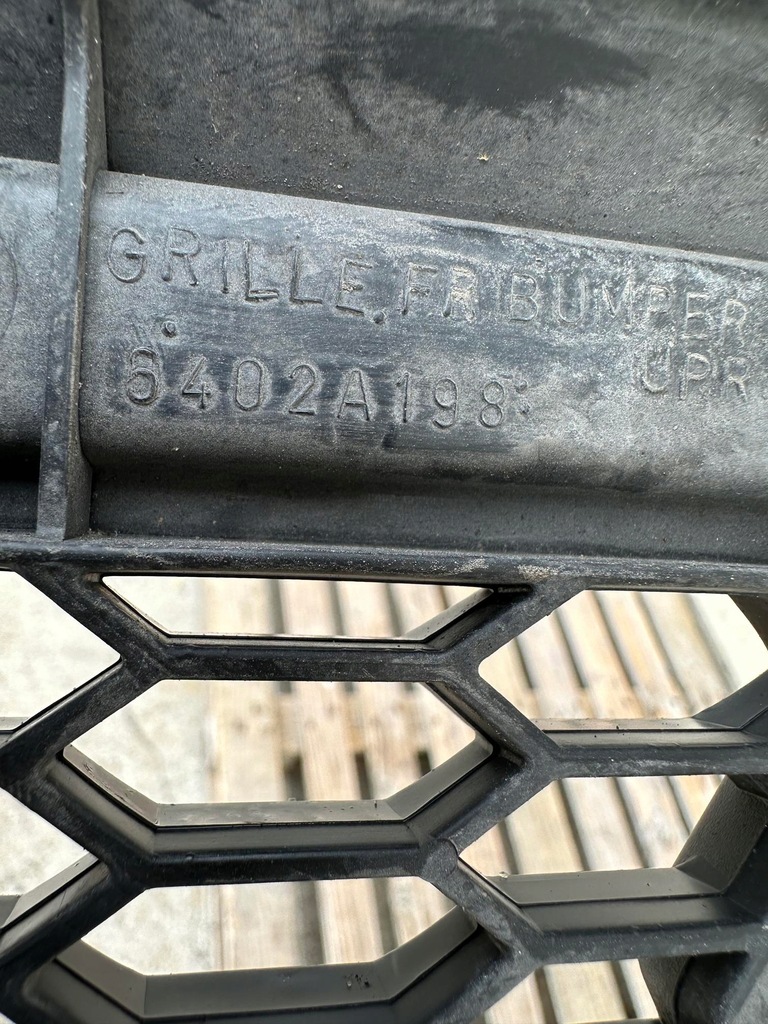 GRILLE, FR BUMPER
UPR
6402A198